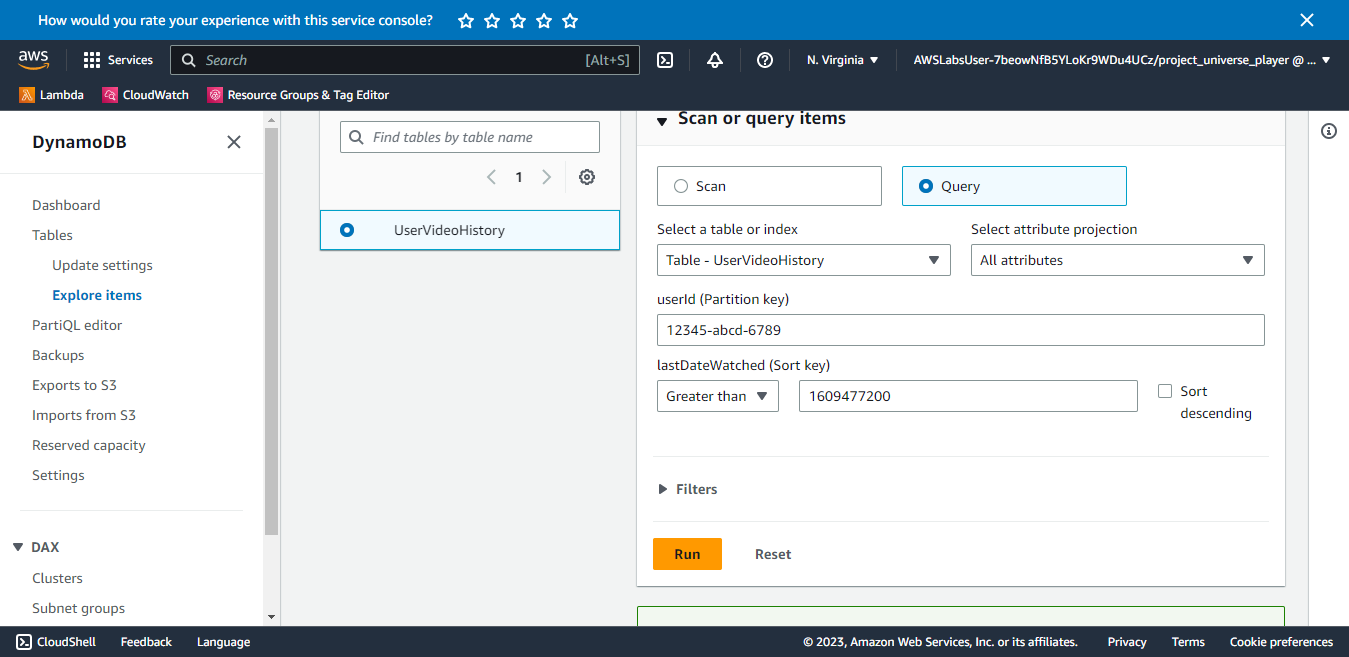 How would you rate your experience with this service console?
aws
Services
Search
[Alt+S]
N. Virginia
AWSLabsUser-7beowNfB5YLoKr9WDu4UCz/project_universe_player @ ...
Lambda
CloudWatch
Resource Groups & Tag Editor
DynamoDB
Dashboard
Tables
Update settings
Explore items
PartiQL editor
Backups
Exports to S3
Imports from S3
Reserved capacity
Settings
DAX
Clusters
Subnet groups
Find tables by table name
1
UserVideoHistory
Scan or query items
Scan
Query
Select a table or index
Select attribute projection
Table - UserVideoHistory
All attributes
userId (Partition key)
12345-abcd-6789
lastDateWatched (Sort key)
Greater than
1609477200
Sort
descending
Filters
Run
Reset
CloudShell
Feedback
Language
© 2023, Amazon Web Services, Inc. or its affiliates.
Privacy
Terms
Cookie preferences